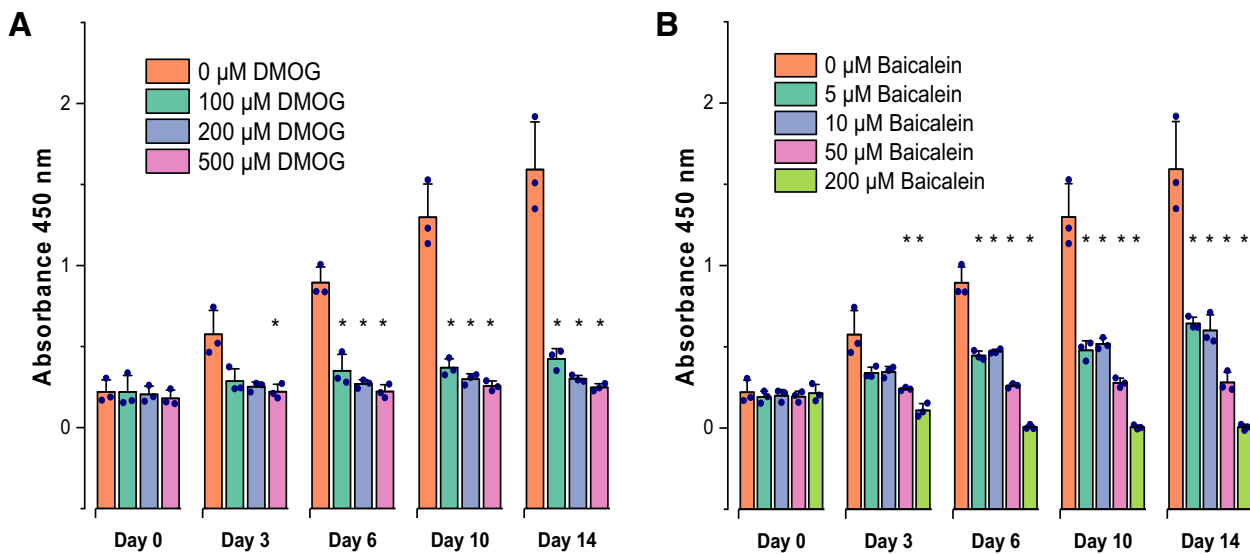 A
0 µM DMOG
100 µM DMOG
200 µM DMOG
500 µM DMOG
Absorbance 450 nm
2
1
0
*
* * *
* * *
* * *
Day 0 Day 3 Day 6 Day 10 Day 14
B
0 µM Baicalein
5 µM Baicalein
10 µM Baicalein
50 µM Baicalein
200 µM Baicalein
Absorbance 450 nm
2
1
0
* *
* * * *
* * * *
* * * *
Day 0 Day 3 Day 6 Day 10 Day 14